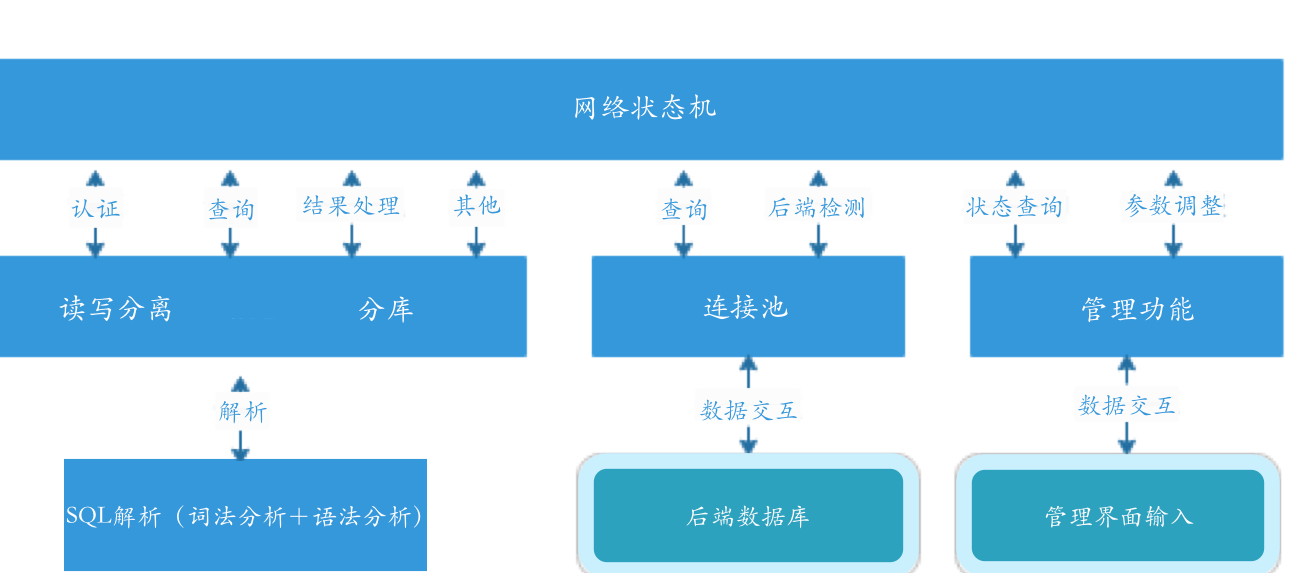 网络状态机
认证 查询 结果处理 其他 查询 后端检测 状态查询 参数调整
读写分离 分库 连接池 管理功能
解析 数据交互 数据交互
SQL解析（词法分析+语法分析） 后端数据库 管理界面输入